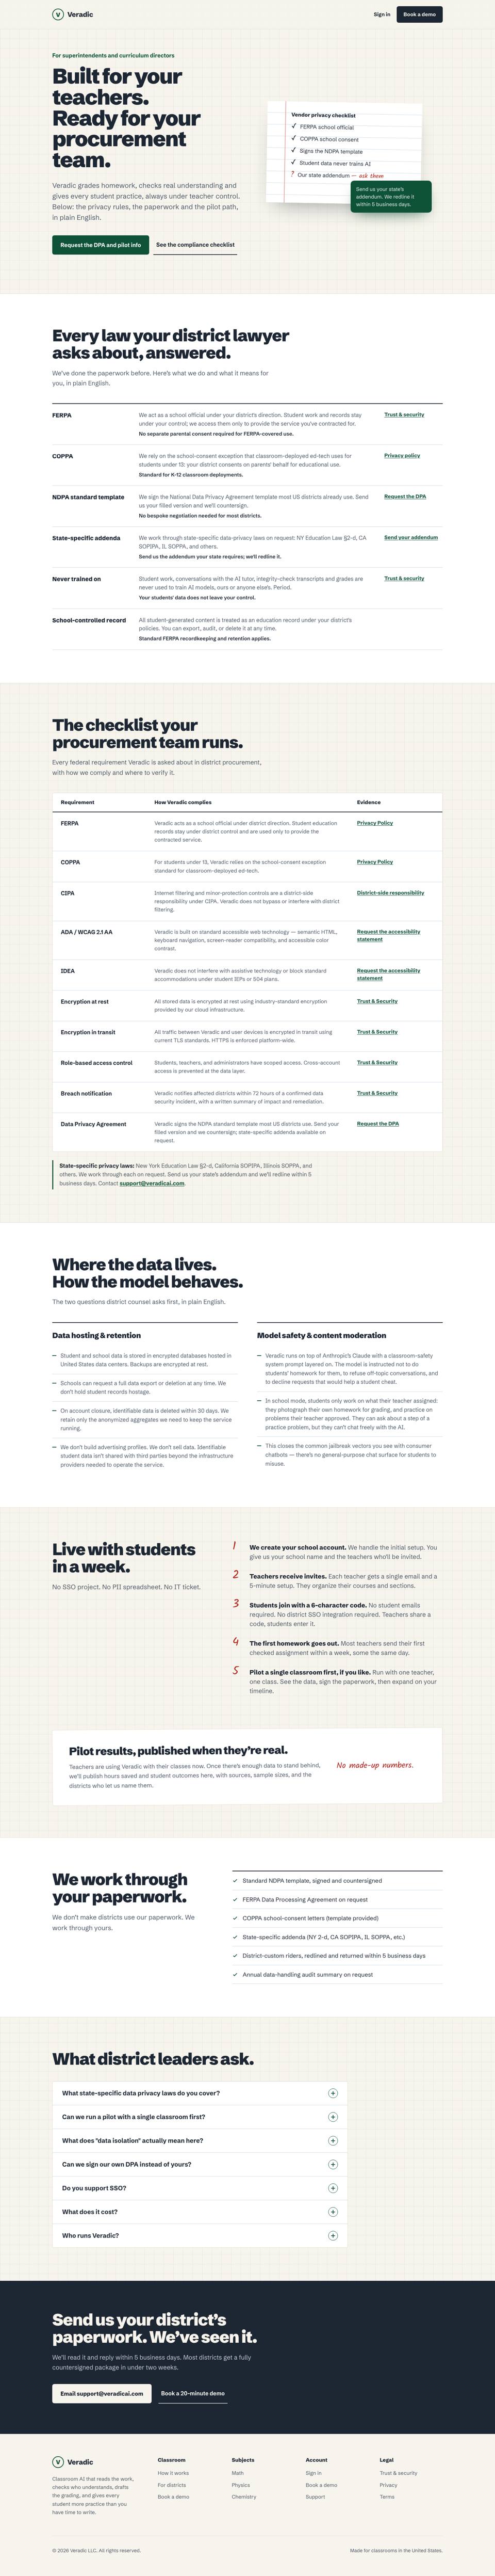 Veradic
Sign in
Book a demo
For superintendents and curriculum directors
Built for your
teachers.
Ready for your
procurement
team.
Veradic grades homework, checks real understanding and
gives every student practice, always under teacher control.
Below: the privacy rules, the paperwork and the pilot path,
in plain English.
Request the DPA and pilot info
See the compliance checklist
Vendor privacy checklist
✓ FERPA school official
✓ COPPA school consent
✓ Signs the NDPA template
✓ Student data never trains AI
? Our state addendum — ask them
Send us your state's
addendum. We redline it
within 5 business days.
Every law your district lawyer
asks about, answered.
We've done the paperwork before. Here's what we do and what it means for
you, in plain English.
FERPA
We act as a school official under your district's direction. Student work and records stay
under your control; we access them only to provide the service you've contracted for.
No separate parental consent required for FERPA-covered use.
Trust & security
COPPA
We rely on the school-consent exception that classroom-deployed ed-tech uses for
students under 13: your district consents on parents' behalf for educational use.
Standard for K-12 classroom deployments.
Privacy policy
NDPA standard template
We sign the National Data Privacy Agreement template most US districts already use. Send
us your filled version and we'll countersign.
No bespoke negotiation needed for most districts.
Request the DPA
State-specific addenda
We work through state-specific data-privacy laws on request: NY Education Law §2-d, CA
SOPIPA, IL SOPPA, and others.
Send us the addendum your state requires; we'll redline it.
Send your addendum
Never trained on
Student work, conversations with the AI tutor, integrity-check transcripts and grades are
never used to train AI models, ours or anyone else's. Period.
Your students' data does not leave your control.
Trust & security
School-controlled record
All student-generated content is treated as an education record under your district's
policies. You can export, audit, or delete it at any time.
Standard FERPA recordkeeping and retention applies.
The checklist your
procurement team runs.
Every federal requirement Veradic is asked about in district procurement,
with how we comply and where to verify it.
Requirement
How Veradic complies
Evidence
FERPA
Veradic acts as a school official under district direction. Student education
records stay under district control and are used only to provide the
contracted service.
Privacy Policy
COPPA
For students under 13, Veradic relies on the school-consent exception
standard for classroom-deployed ed-tech.
Privacy Policy
CIPA
Internet filtering and minor-protection controls are a district-side
responsibility under CIPA. Veradic does not bypass or interfere with district
filtering.
District-side responsibility
ADA / WCAG 2.1 AA
Veradic is built on standard accessible web technology — semantic HTML,
keyboard navigation, screen-reader compatibility, and accessible color
contrast.
Request the accessibility
statement
IDEA
Veradic does not interfere with assistive technology or block standard
accommodations under student IEPs or 504 plans.
Request the accessibility
statement
Encryption at rest
All stored data is encrypted at rest using industry-standard encryption
provided by our cloud infrastructure.
Trust & Security
Encryption in transit
All traffic between Veradic and user devices is encrypted in transit using
current TLS standards. HTTPS is enforced platform-wide.
Trust & Security
Role-based access control
Students, teachers, and administrators have scoped access. Cross-account
access is prevented at the data layer.
Trust & Security
Breach notification
Veradic notifies affected districts within 72 hours of a confirmed data
security incident, with a written summary of impact and remediation.
Trust & Security
Data Privacy Agreement
Veradic signs the NDPA standard template most US districts use. Send your
filled version and we countersign; state-specific addenda available on
request.
Request the DPA
State-specific privacy laws: New York Education Law §2-d, California SOPIPA, Illinois SOPPA, and
others. We work through each on request. Send us your state's addendum and we'll redline it within 5
business days. Contact support@veradicai.com.
Where the data lives.
How the model behaves.
The two questions district counsel asks first, in plain English.
Data hosting & retention
— Student and school data is stored in encrypted databases hosted in
United States data centers. Backups are encrypted at rest.
— Schools can request a full data export or deletion at any time. We
don't hold student records hostage.
— On account closure, identifiable data is deleted within 30 days. We
retain only the anonymized aggregates we need to keep the service
running.
— We don't build advertising profiles. We don't sell data. Identifiable
student data isn't shared with third parties beyond the infrastructure
providers needed to operate the service.
Model safety & content moderation
— Veradic runs on top of Anthropic's Claude with a classroom-safety
system prompt layered on. The model is instructed not to do
students' homework for them, to refuse off-topic conversations, and
to decline requests that would help a student cheat.
— In school mode, students only work on what their teacher assigned:
they photograph their own homework for grading, and practice on
problems their teacher approved. They can ask about a step of a
practice problem, but they can't chat freely with the AI.
— This closes the common jailbreak vectors you see with consumer
chatbots — there's no general-purpose chat surface for students to
misuse.
Live with students
in a week.
No SSO project. No PII spreadsheet. No IT ticket.
1 We create your school account. We handle the initial setup. You
give us your school name and the teachers who'll be invited.
2 Teachers receive invites. Each teacher gets a single email and a
5-minute setup. They organize their courses and sections.
3 Students join with a 6-character code. No student emails
required. No district SSO integration required. Teachers share a
code, students enter it.
4 The first homework goes out. Most teachers send their first
checked assignment within a week, some the same day.
5 Pilot a single classroom first, if you like. Run with one teacher,
one class. See the data, sign the paperwork, then expand on your
timeline.
Pilot results, published when they're real.
Teachers are using Veradic with their classes now. Once there's enough data to stand behind,
we'll publish hours saved and student outcomes here, with sources, sample sizes, and the
districts who let us name them.
No made-up numbers.
We work through
your paperwork.
We don't make districts use our paperwork. We
work through yours.
✓ Standard NDPA template, signed and countersigned
✓ FERPA Data Processing Agreement on request
✓ COPPA school-consent letters (template provided)
✓ State-specific addenda (NY 2-d, CA SOPIPA, IL SOPPA, etc.)
✓ District-custom riders, redlined and returned within 5 business days
✓ Annual data-handling audit summary on request
What district leaders ask.
What state-specific data privacy laws do you cover?
Can we run a pilot with a single classroom first?
What does "data isolation" actually mean here?
Can we sign our own DPA instead of yours?
Do you support SSO?
What does it cost?
Who runs Veradic?
Send us your district's
paperwork. We've seen it.
We'll read it and reply within 5 business days. Most districts get a fully
countersigned package in under two weeks.
Email support@veradicai.com
Book a 20-minute demo
Veradic
Classroom AI that reads the work,
checks who understands, drafts
the grading, and gives every
student more practice than you
have time to write.
Classroom
How it works
For districts
Book a demo
Subjects
Math
Physics
Chemistry
Account
Sign in
Book a demo
Support
Legal
Trust & security
Privacy
Terms
© 2026 Veradic LLC. All rights reserved.
Made for classrooms in the United States.